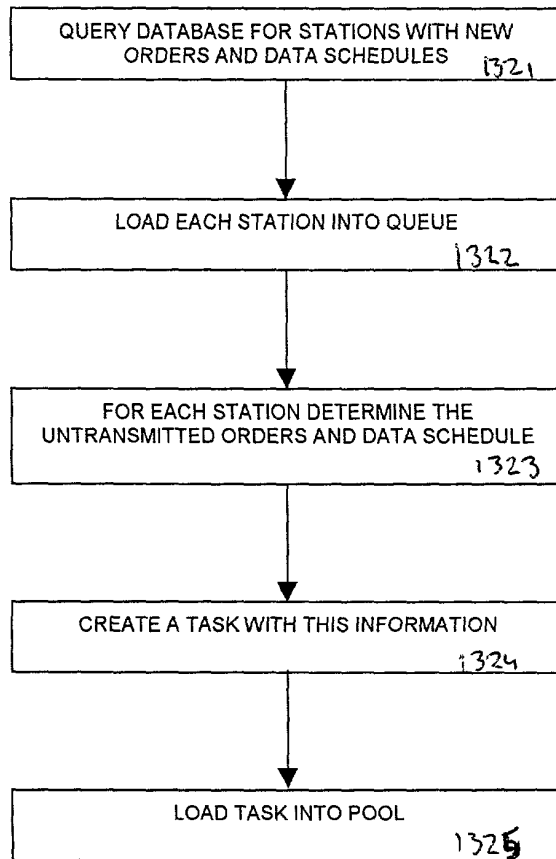 QUERY DATABASE FOR STATIONS WITH NEW
ORDERS AND DATA SCHEDULES
1321
LOAD EACH STATION INTO QUEUE
1322
FOR EACH STATION DETERMINE THE
UNTRANSMITTED ORDERS AND DATA SCHEDULE
1323
CREATE A TASK WITH THIS INFORMATION
1324
LOAD TASK INTO POOL
1325